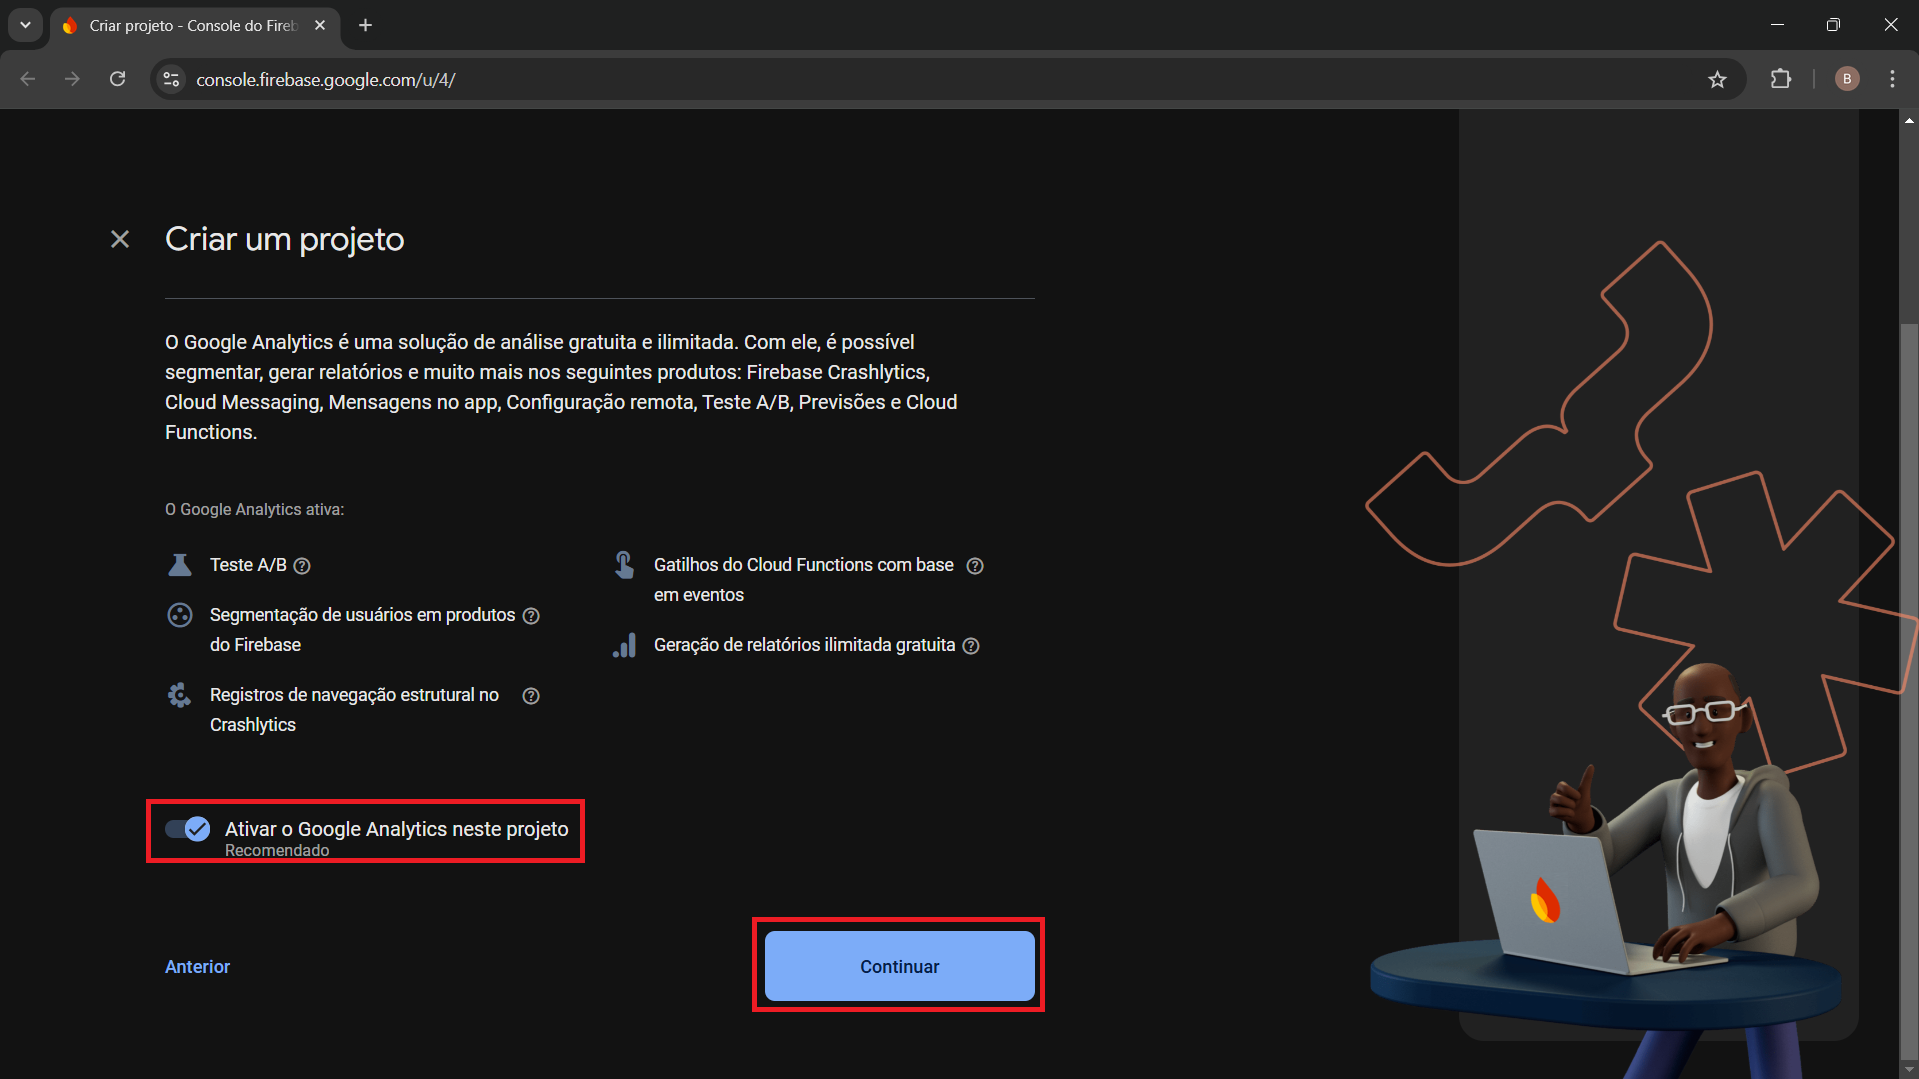 Criar projeto - Console do Fireb
console.firebase.google.com/u/4/
B
Criar um projeto
O Google Analytics é uma solução de análise gratuita e ilimitada. Com ele, é possível
segmentar, gerar relatórios e muito mais nos seguintes produtos: Firebase Crashlytics,
Cloud Messaging, Mensagens no app, Configuração remota, Teste A/B, Previsões e Cloud
Functions.
O Google Analytics ativa:
Teste A/B
Segmentação de usuários em produtos
do Firebase
Registros de navegação estrutural no
Crashlytics
Gatilhos do Cloud Functions com base
em eventos
Geração de relatórios ilimitada gratuita
Ativar o Google Analytics neste projeto
Recomendado
Anterior
Continuar